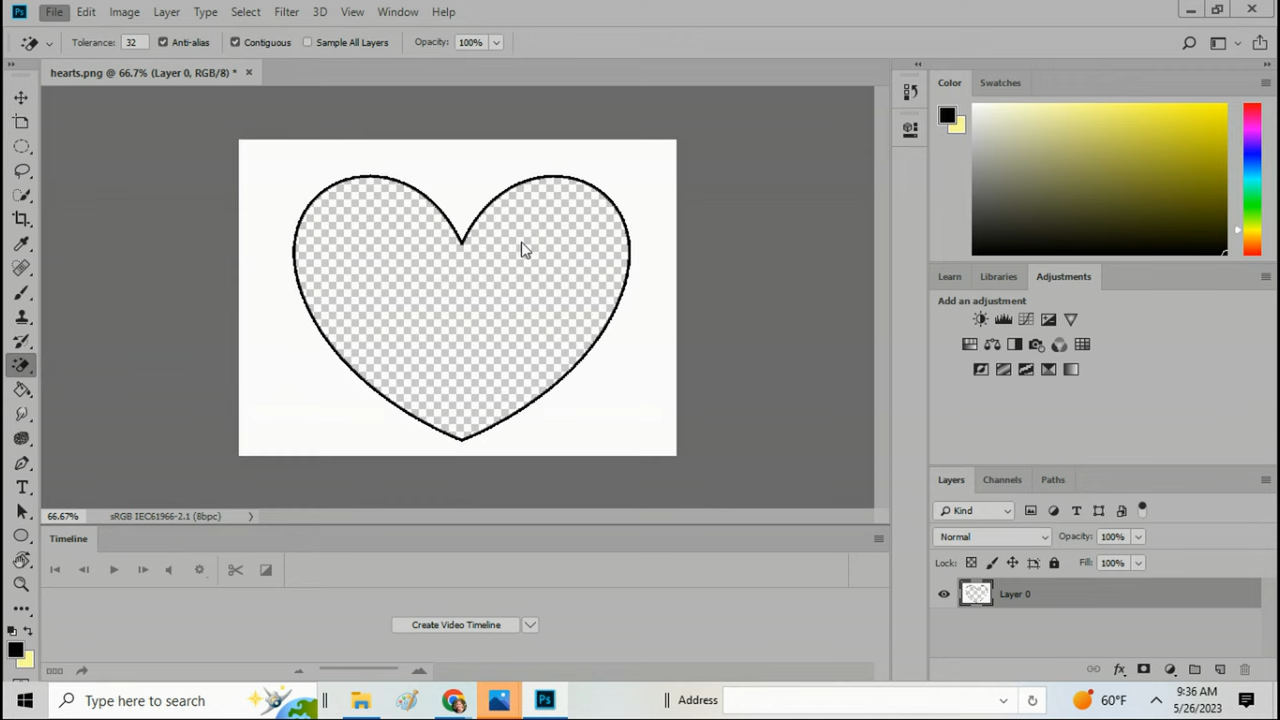 Ps File Edit Image Layer Type Select Filter 3D View Window Help
Tolerance: 32 Anti-alias Contiguous Sample All Layers Opacity: 100%
hearts.png @ 66.7% (Layer 0, RGB/8) *
Color Swatches
Learn Libraries Adjustments
Add an adjustment
Layers Channels Paths
Kind
Normal Opacity: 100%
Lock: Fill: 100%
Layer 0
fx
T
66.67% sRGB IEC61966-2.1 (8bpc)
Timeline
Create Video Timeline
Type here to search
Ps
Address
60°F
9:36 AM
5/26/2023